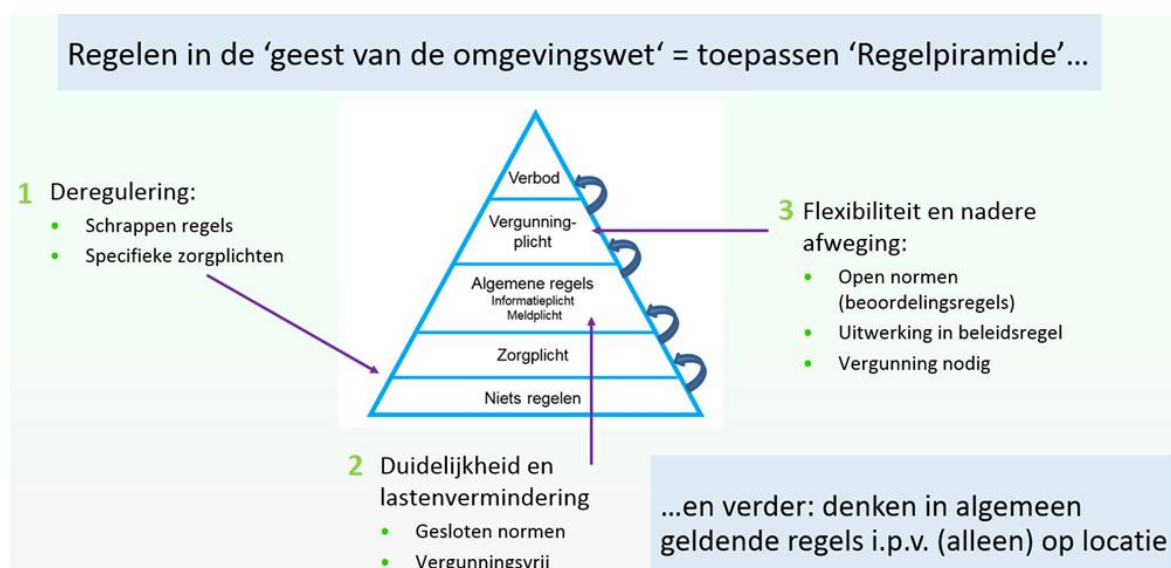 Regelen in de ‘geest van de omgevingswet‘ = toepassen ‘Regelpiramide’...
1 Deregulering:
• Schrappen regels
• Specifieke zorgplichten
Verbod
Vergunning-
plicht
Algemene regels
Informatieplicht
Meldplicht
Zorgplicht
Niets regelen
2 Duidelijkheid en
lastenvermindering
• Gesloten normen
• Vergunningsvrij
3 Flexibiliteit en nadere
afweging:
• Open normen
(beoordelingsregels)
• Uitwerking in beleidsregel
• Vergunning nodig
...en verder: denken in algemeen
geldende regels i.p.v. (alleen) op locatie